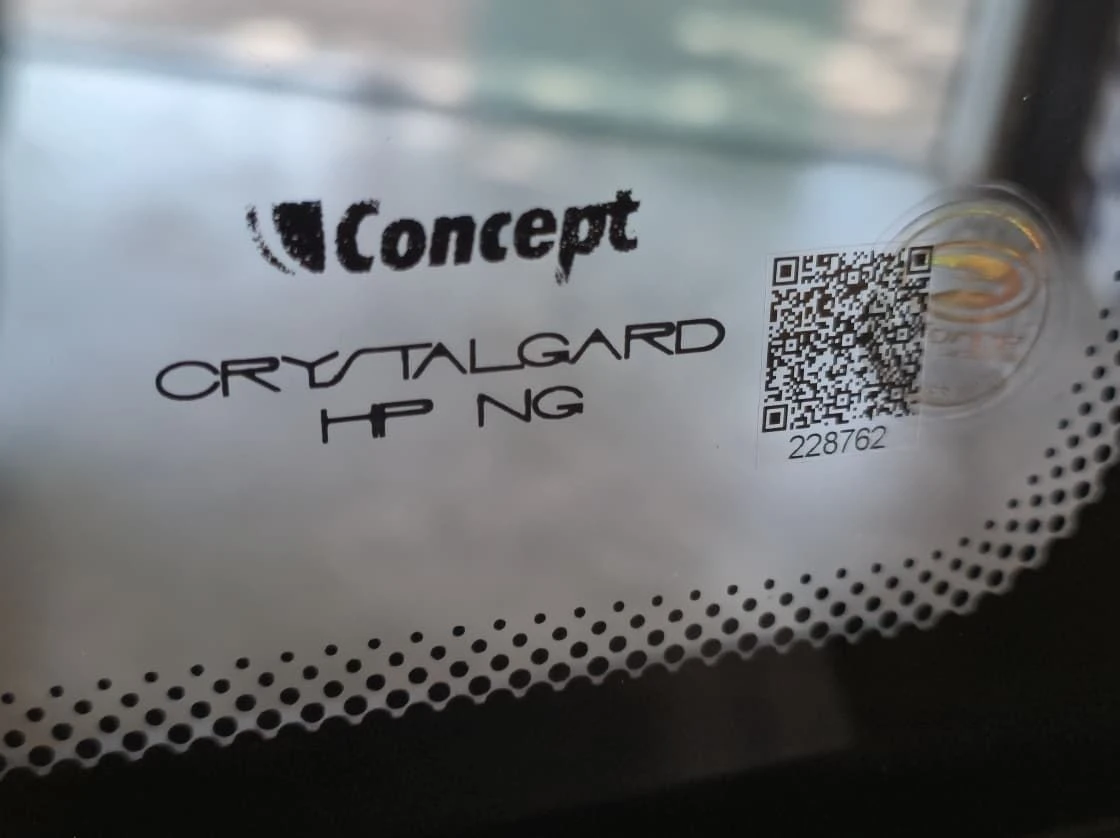 Concept
CRYSTALGARD
HP NG
228762